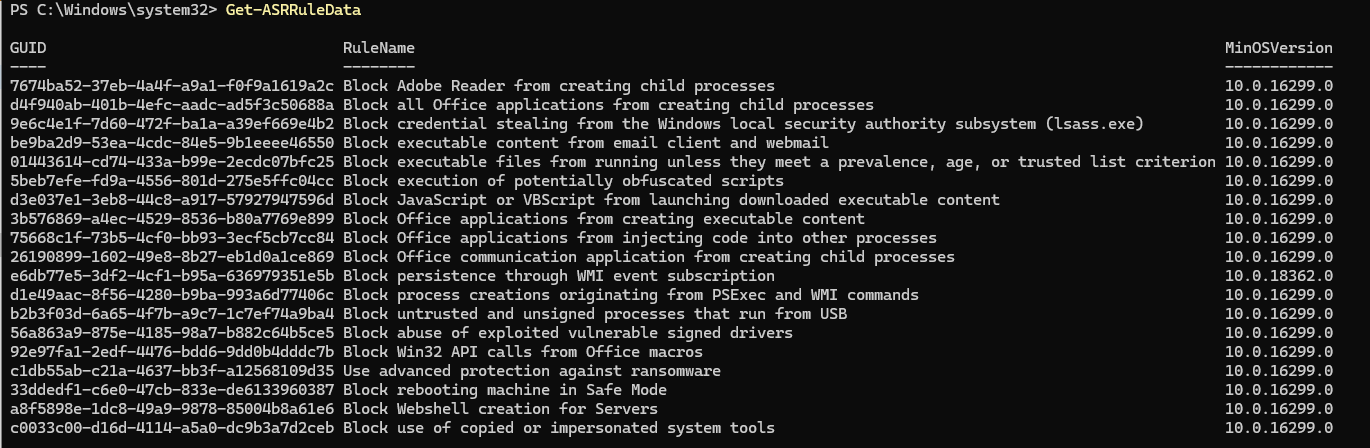 PS C:\Windows\system32> Get-ASRRuleData
GUID RuleName MinOSVersion
---- -------- ------------
7674ba52-37eb-4a4f-a9a1-f0f9a1619a2c Block Adobe Reader from creating child processes 10.0.16299.0
d4f940ab-401b-4efc-aadc-ad5f3c50688a Block all Office applications from creating child processes 10.0.16299.0
9e6c4e1f-7d60-472f-ba1a-a39ef669e4b2 Block credential stealing from the Windows local security authority subsystem (lsass.exe) 10.0.16299.0
be9ba2d9-53ea-4cdc-84e5-9b1eeee46550 Block executable content from email client and webmail 10.0.16299.0
01443614-cd74-433a-b99e-2ecdc07bfc25 Block executable files from running unless they meet a prevalence, age, or trusted list criterion 10.0.16299.0
5beb7efe-fd9a-4556-801d-275e5ffc04cc Block execution of potentially obfuscated scripts 10.0.16299.0
d3e037e1-3eb8-44c8-a917-57927947596d Block JavaScript or VBScript from launching downloaded executable content 10.0.16299.0
3b576869-a4ec-4529-8536-b80a7769e899 Block Office applications from creating executable content 10.0.16299.0
75668c1f-73b5-4cf0-bb93-3ecf5cb7cc84 Block Office applications from injecting code into other processes 10.0.16299.0
26190899-1602-49e8-8b27-eb1d0a1ce869 Block Office communication application from creating child processes 10.0.16299.0
e6db77e5-3df2-4cf1-b95a-636979351e5b Block persistence through WMI event subscription 10.0.18362.0
d1e49aac-8f56-4280-b9ba-993a6d77406c Block process creations originating from PSExec and WMI commands 10.0.16299.0
b2b3f03d-6a65-4f7b-a9c7-1c7ef74a9ba4 Block untrusted and unsigned processes that run from USB 10.0.16299.0
56a863a9-875e-4185-98a7-b882c64b5ce5 Block abuse of exploited vulnerable signed drivers 10.0.16299.0
92e97fa1-2edf-4476-bdd6-9dd0b4dddc7b Block Win32 API calls from Office macros 10.0.16299.0
c1db55ab-c21a-4637-bb3f-a12568109d35 Use advanced protection against ransomware 10.0.16299.0
33ddedf1-c6e0-47cb-833e-de6133960387 Block rebooting machine in Safe Mode 10.0.16299.0
a8f5898e-1dc8-49a9-9878-85004b8a61e6 Block Webshell creation for Servers 10.0.16299.0
c0033c00-d16d-4114-a5a0-dc9b3a7d2ceb Block use of copied or impersonated system tools 10.0.16299.0